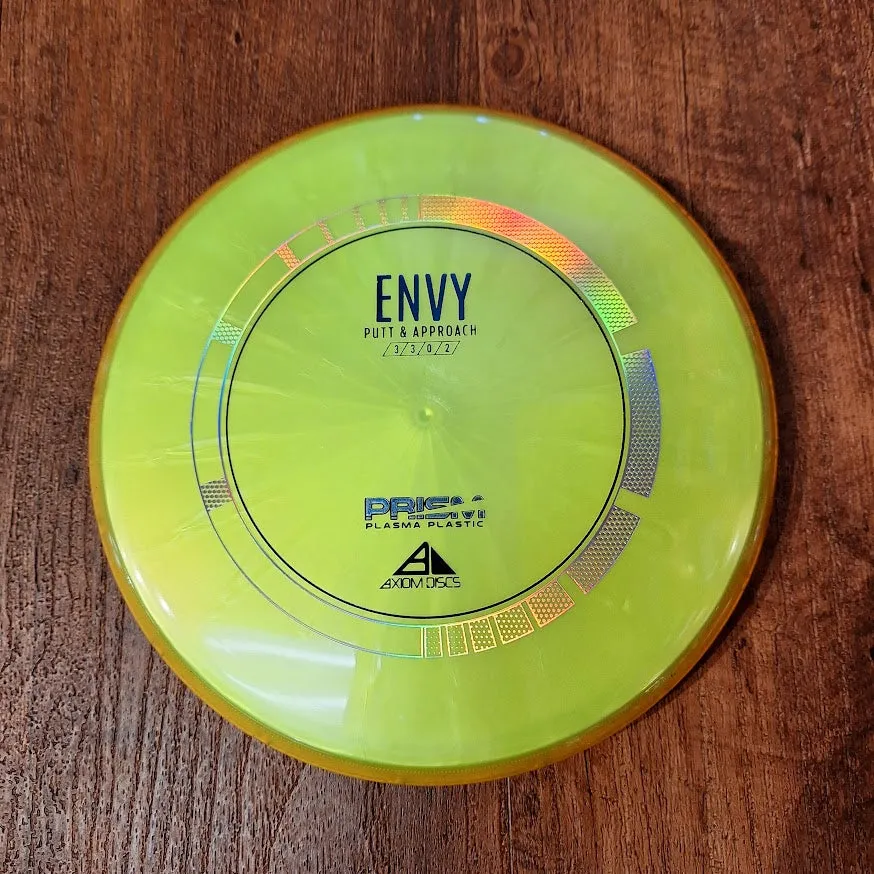 ENVY
PUTT & APPROACH
3/3/0/2
PRISM
PLASMA PLASTIC
AXIOM DISCS